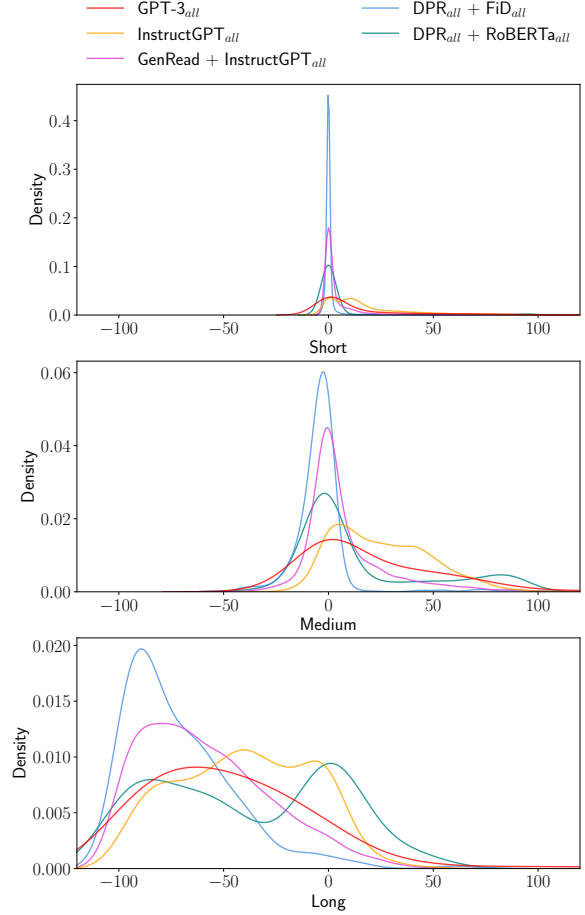 GPT-3all DPRall + FiDall
InstructGPTall DPRall + RoBERTaall
GenRead + InstructGPTall
0.4
0.3
0.2
0.1
0.0
Density
−100 −50 0 50 100
Short
0.06
0.04
0.02
0.00
Density
−100 −50 0 50 100
Medium
0.020
0.015
0.010
0.005
0.000
Density
−100 −50 0 50 100
Long